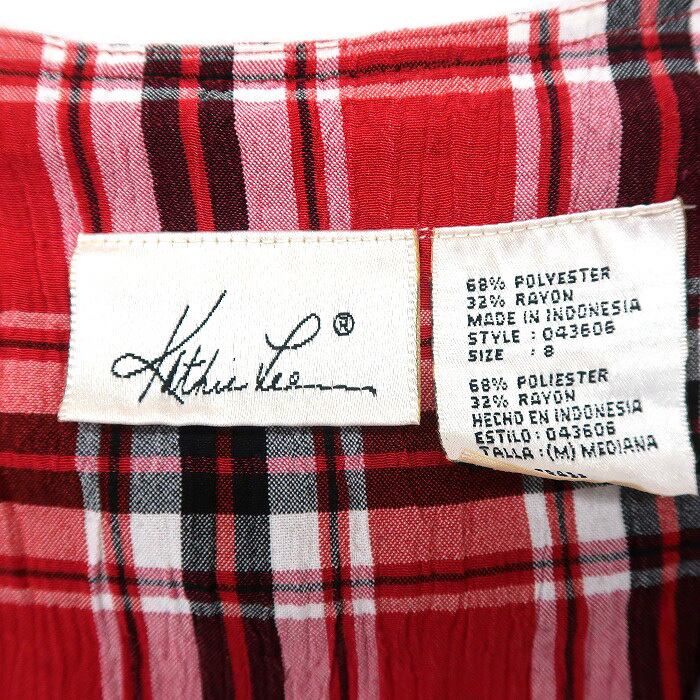 Kathie Lee ®
68% POLYESTER
32% RAYON
MADE IN INDONESIA
STYLE : 043606
SIZE : 8
68% POLIESTER
32% RAYON
HECHO EN INDONESIA
ESTILO : 043606
TALLA : (M) MEDIANA